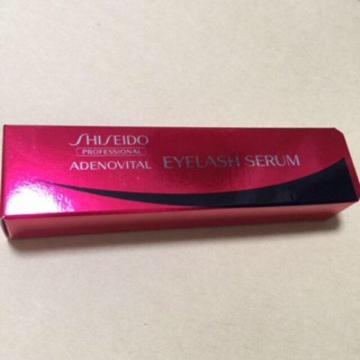 SHISEIDO
PROFESSIONAL
ADENOVITAL EYELASH SERUM